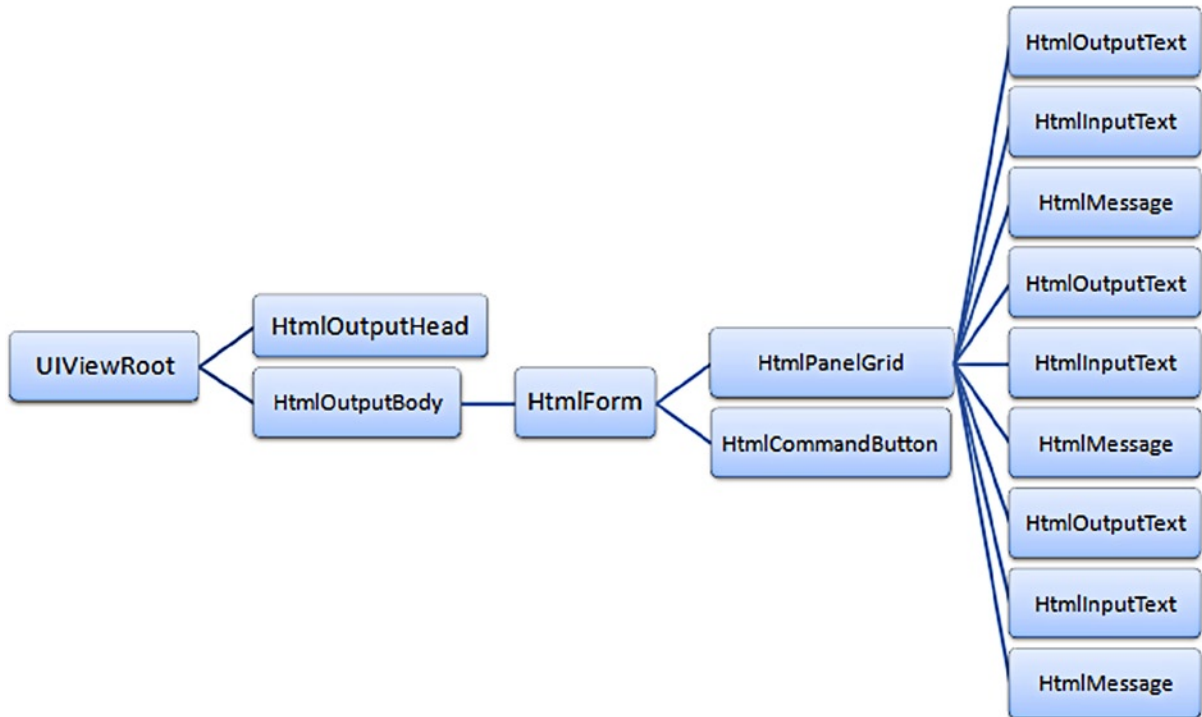 UIViewRoot
HtmlOutputHead
HtmlOutputBody
HtmlForm
HtmlPanelGrid
HtmlCommandButton
HtmlOutputText
HtmlInputText
HtmlMessage
HtmlOutputText
HtmlInputText
HtmlMessage
HtmlOutputText
HtmlInputText
HtmlMessage